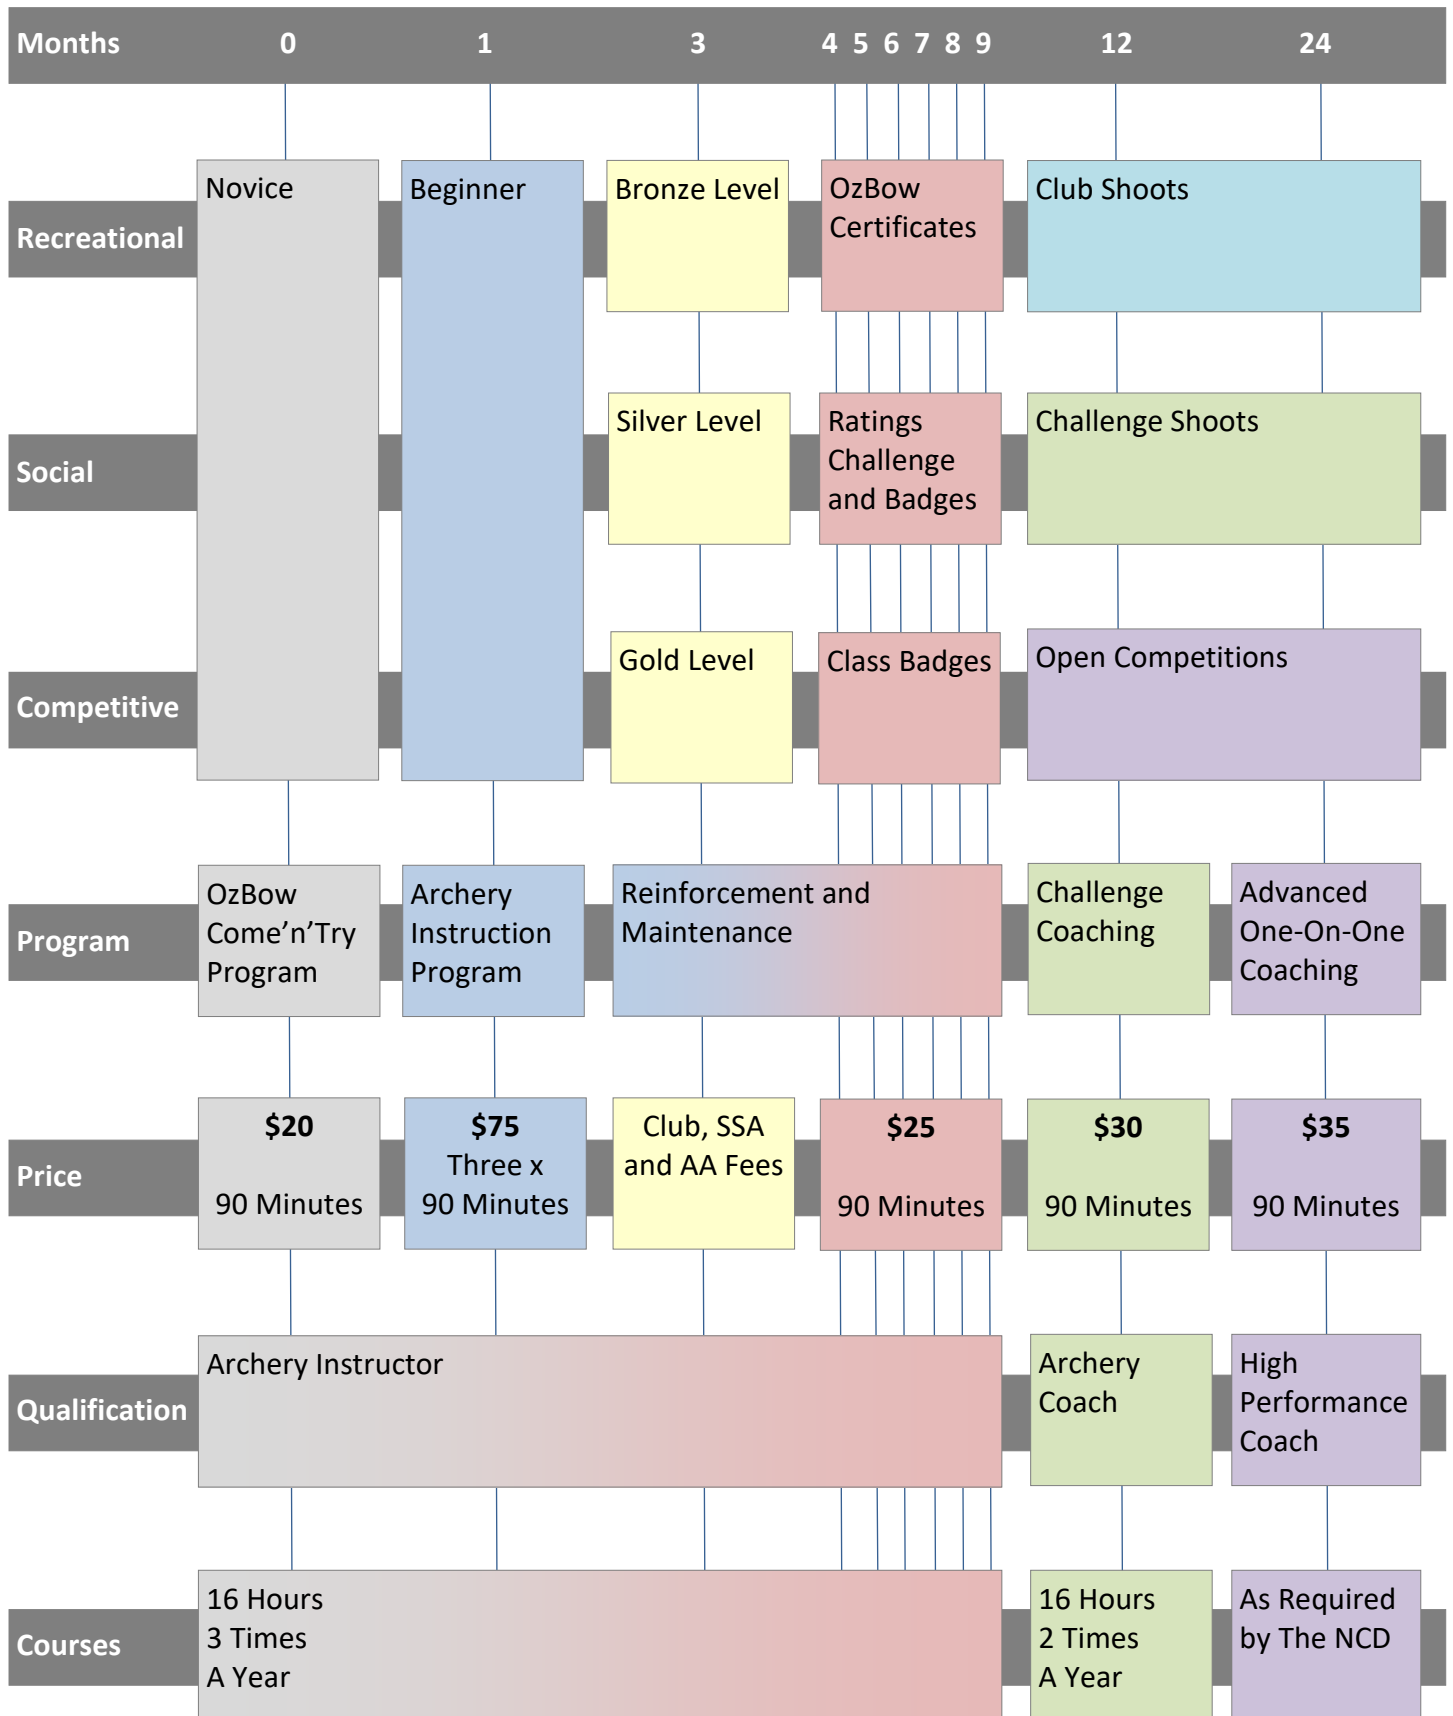 Months 0 1 3 4 5 6 7 8 9 12 24
Recreational
Novice
Beginner
Bronze Level
OzBow
Certificates
Club Shoots
Social
Silver Level
Ratings
Challenge
and Badges
Challenge Shoots
Competitive
Gold Level
Class Badges
Open Competitions
Program
OzBow
Come’n’Try
Program
Archery
Instruction
Program
Reinforcement and
Maintenance
Challenge
Coaching
Advanced
One-On-One
Coaching
Price
$20
90 Minutes
$75
Three x
90 Minutes
Club, SSA
and AA Fees
$25
90 Minutes
$30
90 Minutes
$35
90 Minutes
Qualification
Archery Instructor
Archery
Coach
High
Performance
Coach
Courses
16 Hours
3 Times
A Year
16 Hours
2 Times
A Year
As Required
by The NCD